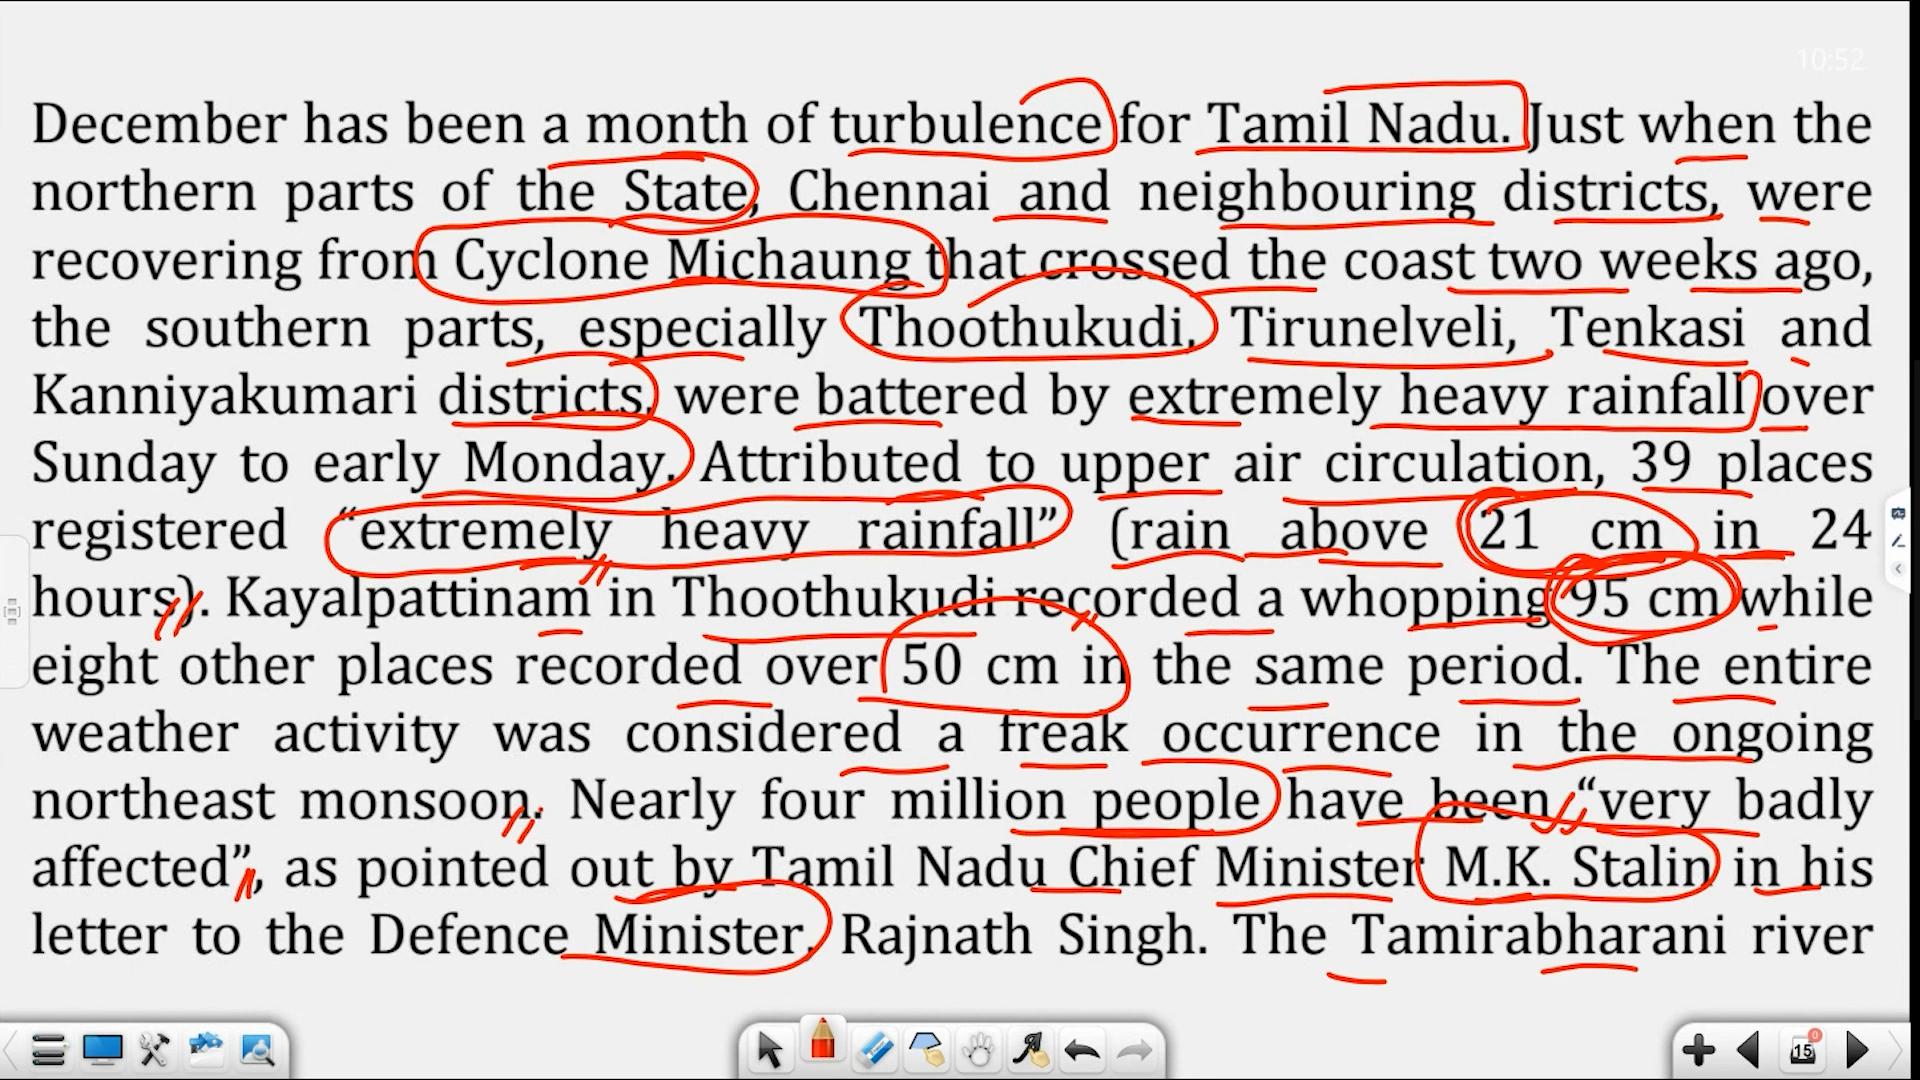 10:52
December has been a month of turbulence for Tamil Nadu. Just when the
northern parts of the State, Chennai and neighbouring districts, were
recovering from Cyclone Michaung that crossed the coast two weeks ago,
the southern parts, especially Thoothukudi, Tirunelveli, Tenkasi and
Kanniyakumari districts, were battered by extremely heavy rainfall over
Sunday to early Monday. Attributed to upper air circulation, 39 places
registered “extremely heavy rainfall” (rain above 21 cm in 24
hours). Kayalpattinam in Thoothukudi recorded a whopping 95 cm while
eight other places recorded over 50 cm in the same period. The entire
weather activity was considered a freak occurrence in the ongoing
northeast monsoon. Nearly four million people have been “very badly
affected”, as pointed out by Tamil Nadu Chief Minister M.K. Stalin in his
letter to the Defence Minister, Rajnath Singh. The Tamirabharani river
15
0